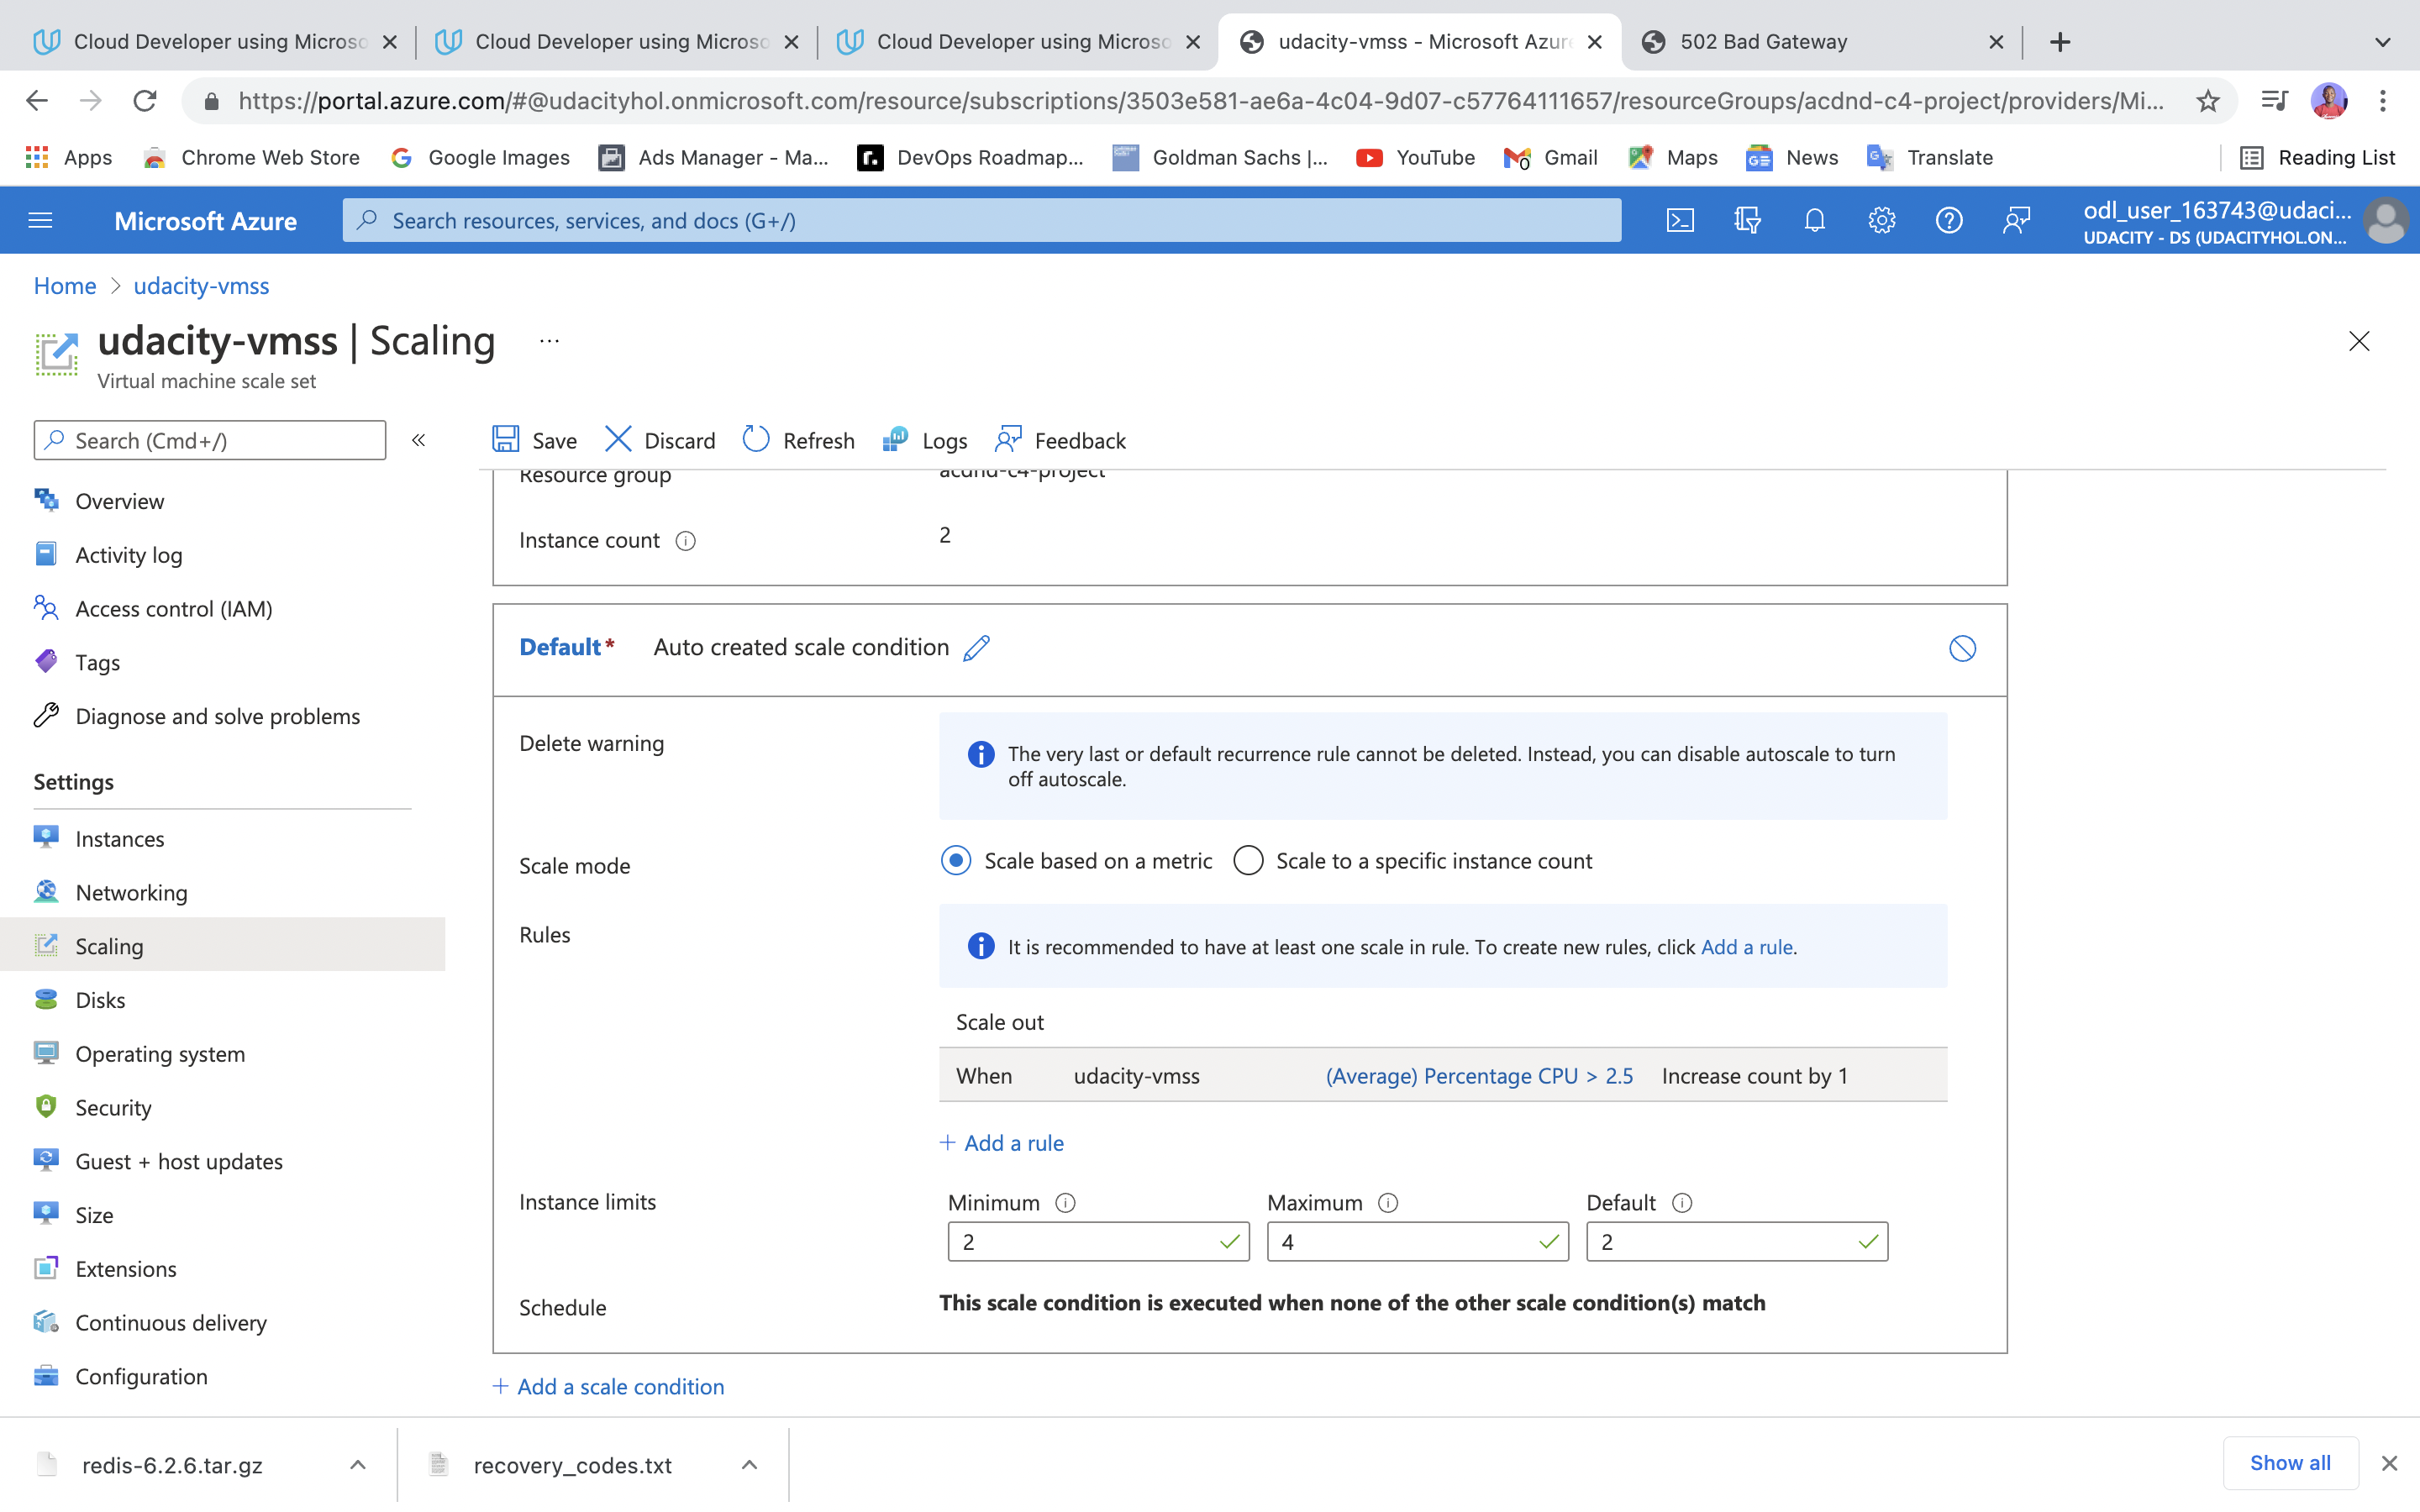 Cloud Developer using Microso
Cloud Developer using Microso
Cloud Developer using Microso
udacity-vmss - Microsoft Azure
502 Bad Gateway
https://portal.azure.com/#@udacityhol.onmicrosoft.com/resource/subscriptions/3503e581-ae6a-4c04-9d07-c57764111657/resourceGroups/acdnd-c4-project/providers/Mi...
Apps
Chrome Web Store
Google Images
Ads Manager - Ma...
DevOps Roadmap...
Goldman Sachs |...
YouTube
Gmail
Maps
News
Translate
Reading List
Microsoft Azure
Search resources, services, and docs (G+/)
odl_user_163743@udaci...
UDACITY - DS (UDACITYHOL.ON...
Home > udacity-vmss
udacity-vmss | Scaling ...
Virtual machine scale set
Search (Cmd+/)
«
Save
Discard
Refresh
Logs
Feedback
Overview
Activity log
Access control (IAM)
Tags
Diagnose and solve problems
Settings
Instances
Networking
Scaling
Disks
Operating system
Security
Guest + host updates
Size
Extensions
Continuous delivery
Configuration
Resource group acdnd-c4-project
Instance count 2
Default* Auto created scale condition
Delete warning
The very last or default recurrence rule cannot be deleted. Instead, you can disable autoscale to turn
off autoscale.
Scale mode
Scale based on a metric
Scale to a specific instance count
Rules
It is recommended to have at least one scale in rule. To create new rules, click Add a rule.
Scale out
When udacity-vmss (Average) Percentage CPU > 2.5 Increase count by 1
+ Add a rule
Instance limits
Minimum Maximum Default
2 4 2
Schedule
This scale condition is executed when none of the other scale condition(s) match
+ Add a scale condition
redis-6.2.6.tar.gz
recovery_codes.txt
Show all